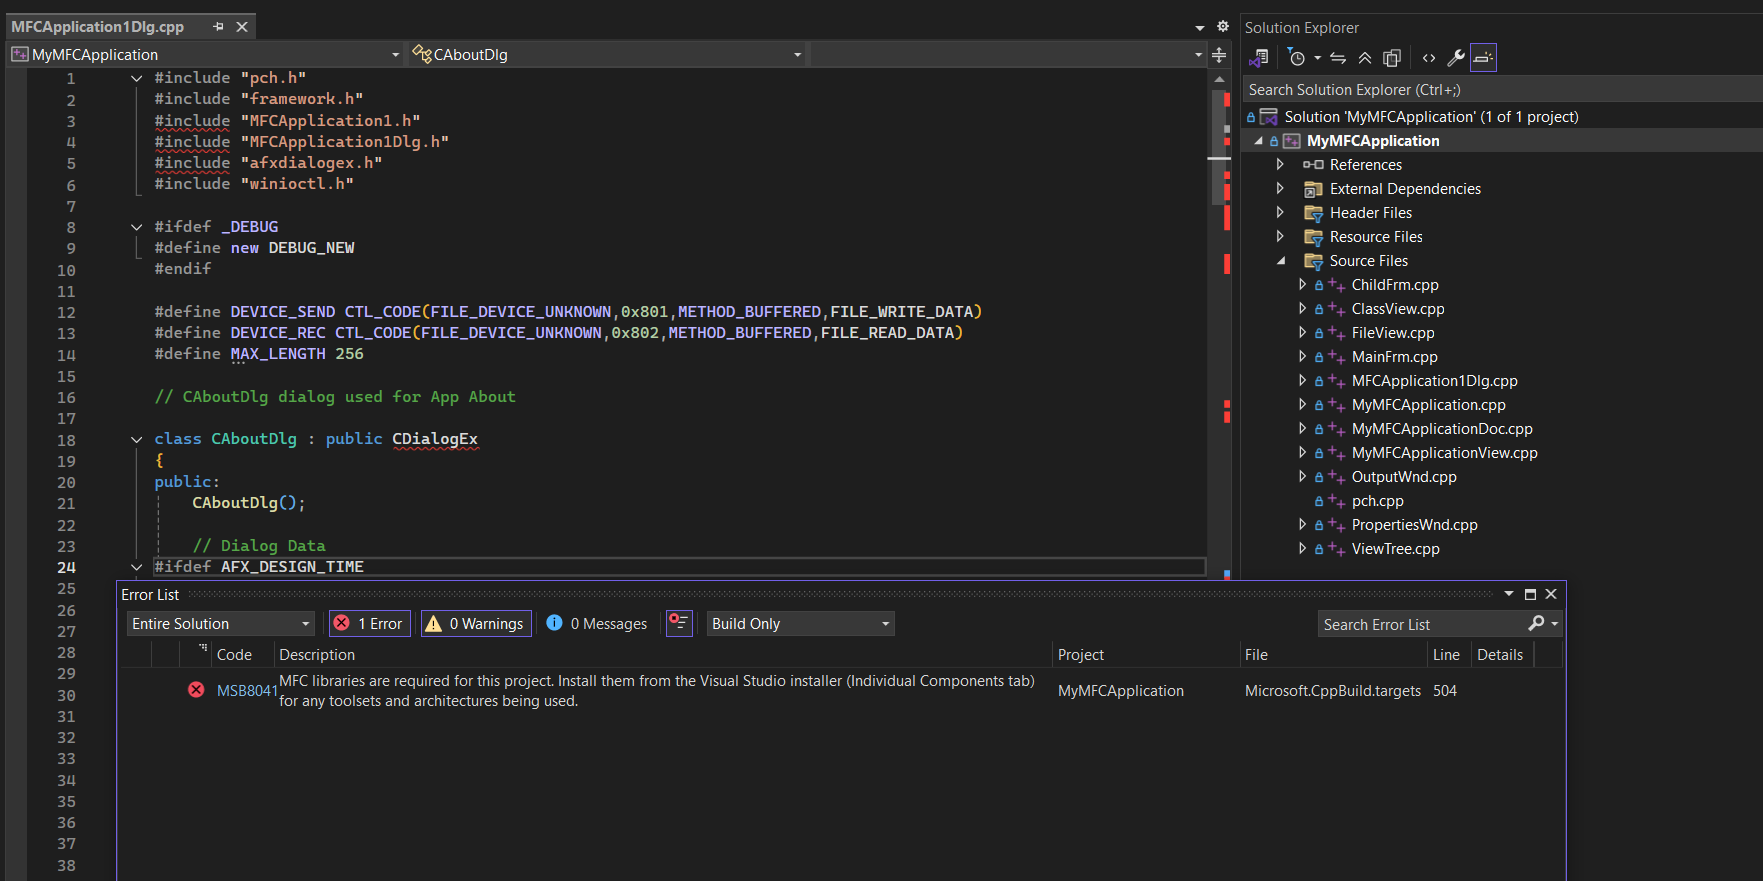 MFCApplication1Dlg.cpp
MyMFCApplication
CAboutDlg
1 #include "pch.h"
2 #include "framework.h"
3 #include "MFCApplication1.h"
4 #include "MFCApplication1Dlg.h"
5 #include "afxdialogex.h"
6 #include "winioctl.h"
7
8 #ifdef _DEBUG
9 #define new DEBUG_NEW
10 #endif
11
12 #define DEVICE_SEND CTL_CODE(FILE_DEVICE_UNKNOWN,0x801,METHOD_BUFFERED,FILE_WRITE_DATA)
13 #define DEVICE_REC CTL_CODE(FILE_DEVICE_UNKNOWN,0x802,METHOD_BUFFERED,FILE_READ_DATA)
14 #define MAX_LENGTH 256
15
16 // CAboutDlg dialog used for App About
17
18 class CAboutDlg : public CDialogEx
19 {
20 public:
21 CAboutDlg();
22
23 // Dialog Data
24 #ifdef AFX_DESIGN_TIME
25
26
27
28
29
30
31
32
33
34
35
36
37
38
Error List
Entire Solution 1 Error 0 Warnings 0 Messages Build Only Search Error List
Code Description Project File Line Details
MSB8041 MFC libraries are required for this project. Install them from the Visual Studio installer (Individual Components tab) MyMFCApplication Microsoft.CppBuild.targets 504
for any toolsets and architectures being used.
Solution Explorer
Search Solution Explorer (Ctrl+;)
Solution 'MyMFCApplication' (1 of 1 project)
MyMFCApplication
References
External Dependencies
Header Files
Resource Files
Source Files
ChildFrm.cpp
ClassView.cpp
FileView.cpp
MainFrm.cpp
MFCApplication1Dlg.cpp
MyMFCApplication.cpp
MyMFCApplicationDoc.cpp
MyMFCApplicationView.cpp
OutputWnd.cpp
pch.cpp
PropertiesWnd.cpp
ViewTree.cpp